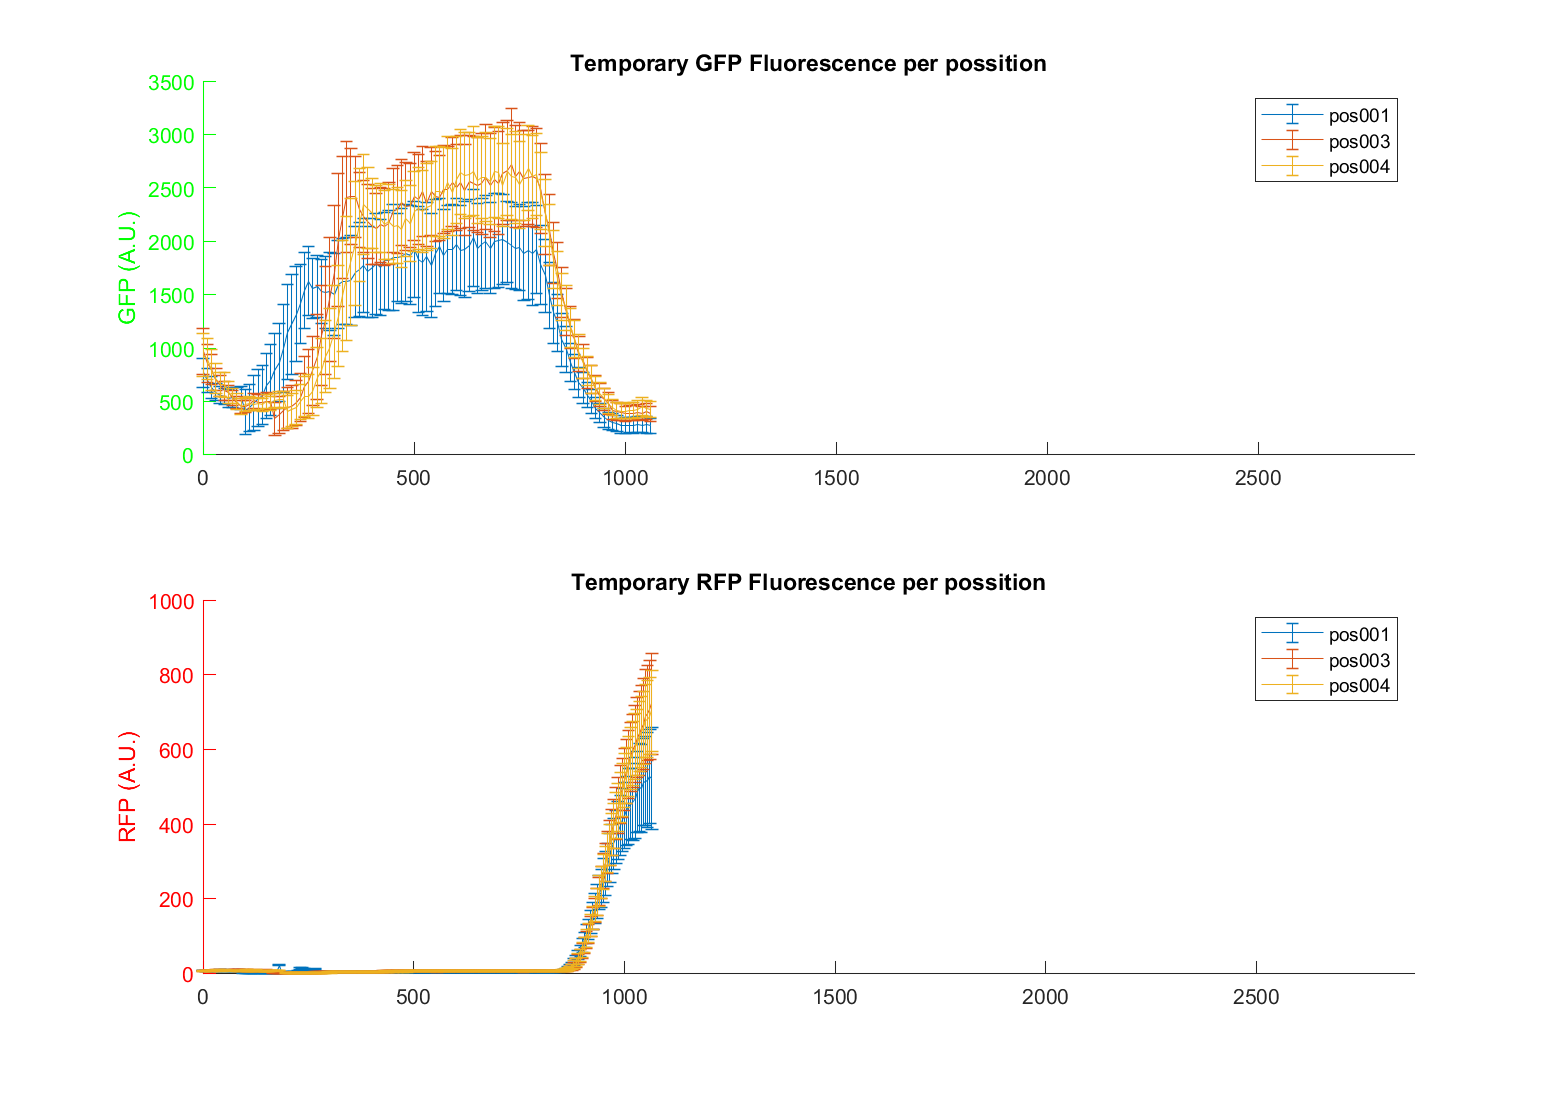 Temporary GFP Fluorescence per possition
3500
3000
2500
2000
1500
1000
500
0
GFP (A.U.)
0 500 1000 1500 2000 2500
pos001
pos003
pos004
Temporary RFP Fluorescence per possition
1000
800
600
400
200
0
RFP (A.U.)
0 500 1000 1500 2000 2500
pos001
pos003
pos004